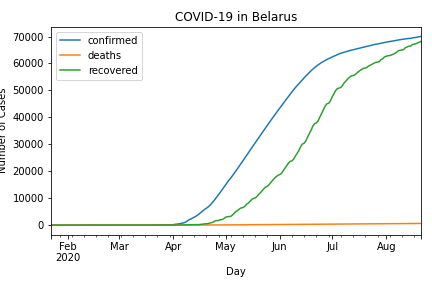 COVID-19 in Belarus
confirmed
deaths
recovered
70000
60000
50000
40000
30000
20000
10000
0
Number of Cases
Feb
2020
Mar
Apr
May
Jun
Jul
Aug
Day